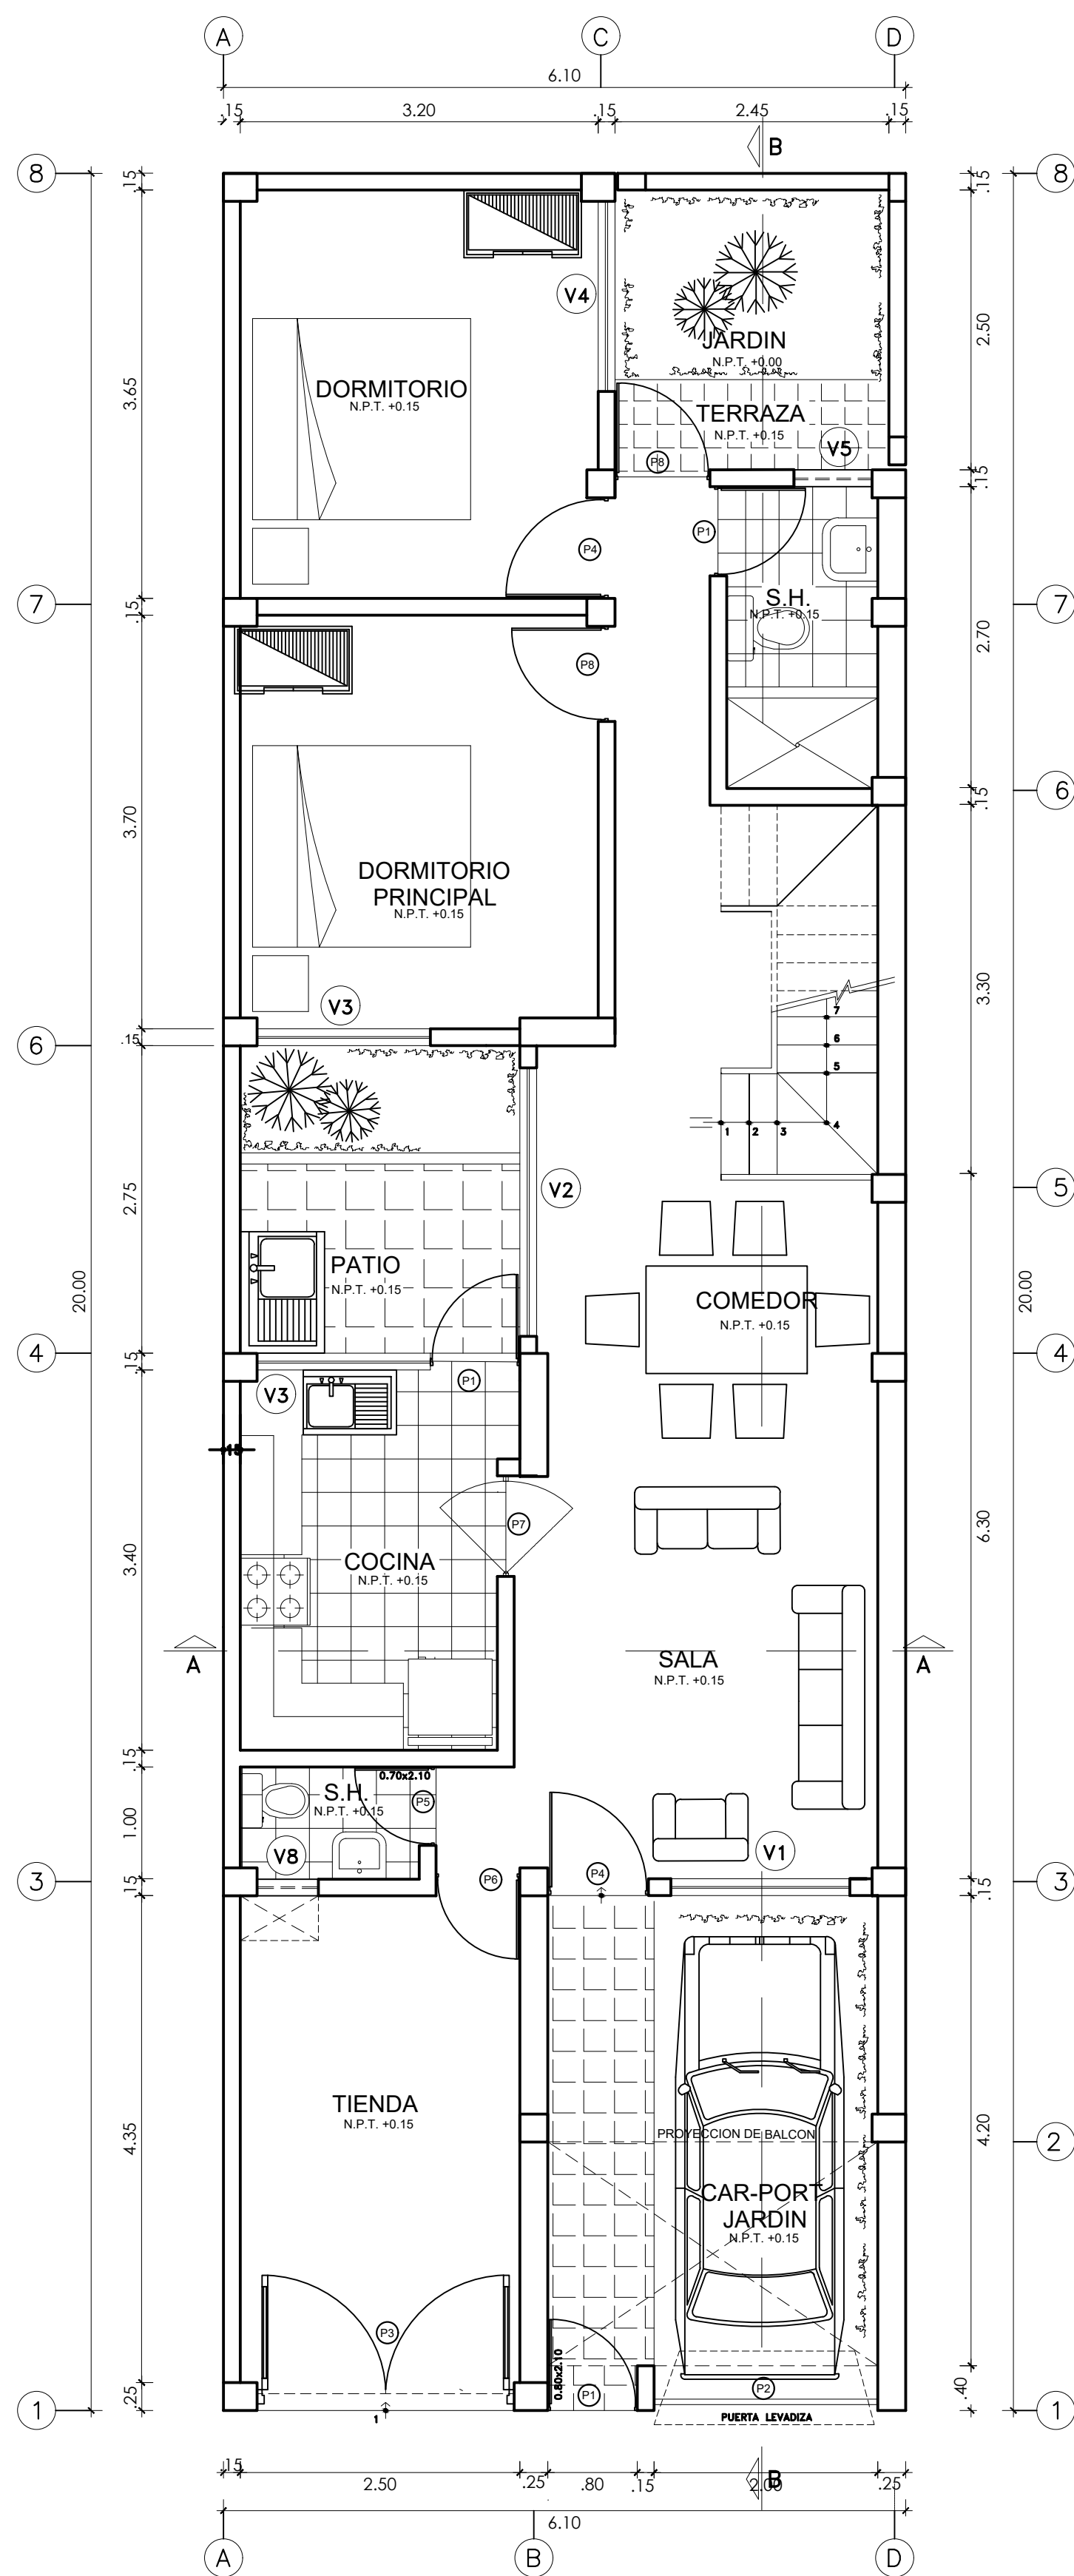 A
C
D
6.10
.15
3.20
.15
2.45
.15
B
8
8
.15
.15
V4
JARDIN
N.P.T. +0.00
2.50
3.65
DORMITORIO
N.P.T. +0.15
TERRAZA
N.P.T. +0.15
V5
P8
.15
P1
P4
7
.15
S.H.
N.P.T. +0.15
7
2.70
P8
6
.15
3.70
DORMITORIO
PRINCIPAL
N.P.T. +0.15
3.30
V3
7
6
.15
6
5
1
2
3
4
V2
5
2.75
PATIO
N.P.T. +0.15
20.00
20.00
COMEDOR
N.P.T. +0.15
4
.15
4
V3
P1
.15
P7
6.30
3.40
COCINA
N.P.T. +0.15
A
SALA
N.P.T. +0.15
A
.15
0.70x2.10
S.H.
N.P.T. +0.15
P5
1.00
V8
V1
P6
P4
3
.15
.15
3
TIENDA
N.P.T. +0.15
4.35
4.20
PROYECCION DE BALCON
2
CAR-PORT
JARDIN
N.P.T. +0.15
P3
0.80x2.10
P1
P2
.40
.25
1
1
1
PUERTA LEVADIZA
.15
2.50
.25
.80
.15
2.00
B
.25
6.10
A
B
D